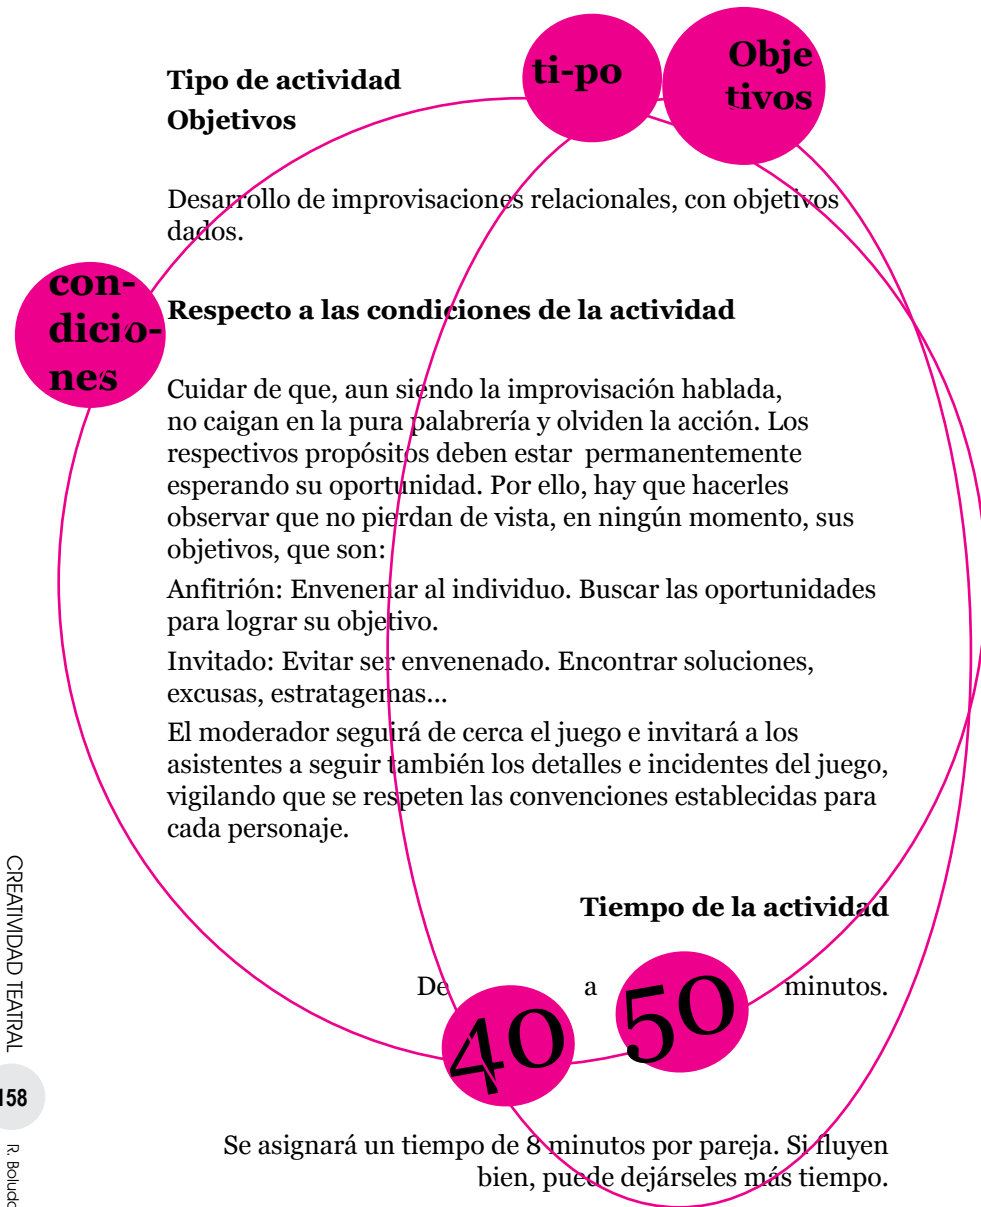 ti-po
Obje
tivos
Tipo de actividad
Objetivos
Desarrollo de improvisaciones relacionales, con objetivos
dados.
con-
dicio-
nes
Respecto a las condiciones de la actividad
Cuidar de que, aun siendo la improvisación hablada,
no caigan en la pura palabrería y olviden la acción. Los
respectivos propósitos deben estar permanentemente
esperando su oportunidad. Por ello, hay que hacerles
observar que no pierdan de vista, en ningún momento, sus
objetivos, que son:
Anfitrión: Envenenar al individuo. Buscar las oportunidades
para lograr su objetivo.
Invitado: Evitar ser envenenado. Encontrar soluciones,
excusas, estratagemas...
El moderador seguirá de cerca el juego e invitará a los
asistentes a seguir también los detalles e incidentes del juego,
vigilando que se respeten las convenciones establecidas para
cada personaje.
Tiempo de la actividad
De 40 a 50 minutos.
Se asignará un tiempo de 8 minutos por pareja. Si fluyen
bien, puede dejárseles más tiempo.
CREATIVIDAD TEATRAL
158
R. Boluda